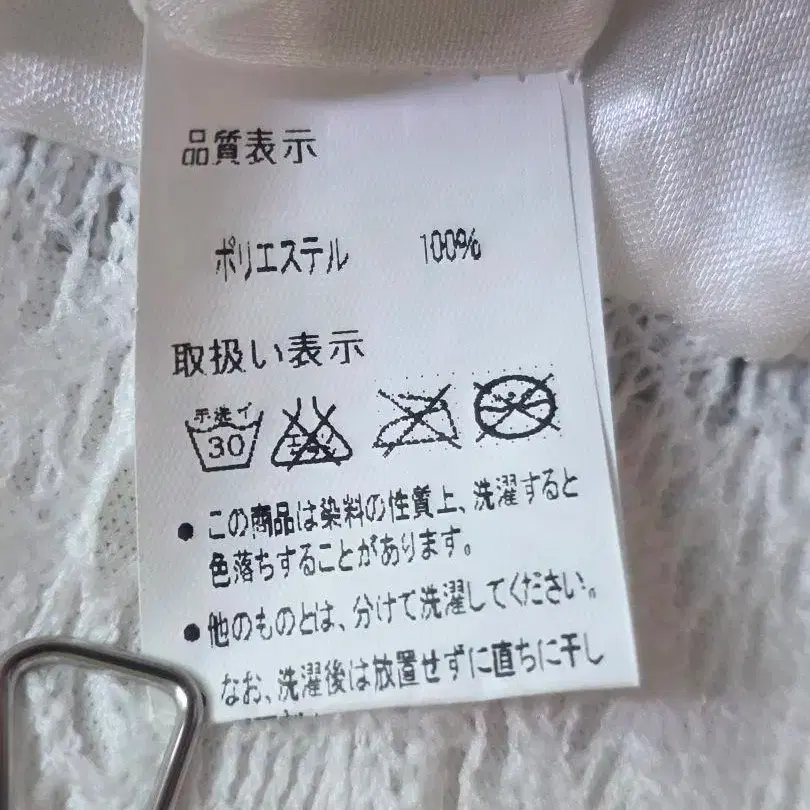 品質表示
ポリエステル 100%
取扱い表示
手洗イ
30
●この商品は染料の性質上、洗濯すると
色落ちすることがあります。
●他のものとは、分けて洗濯してください。
なお、洗濯後は放置せずに直ちに干し